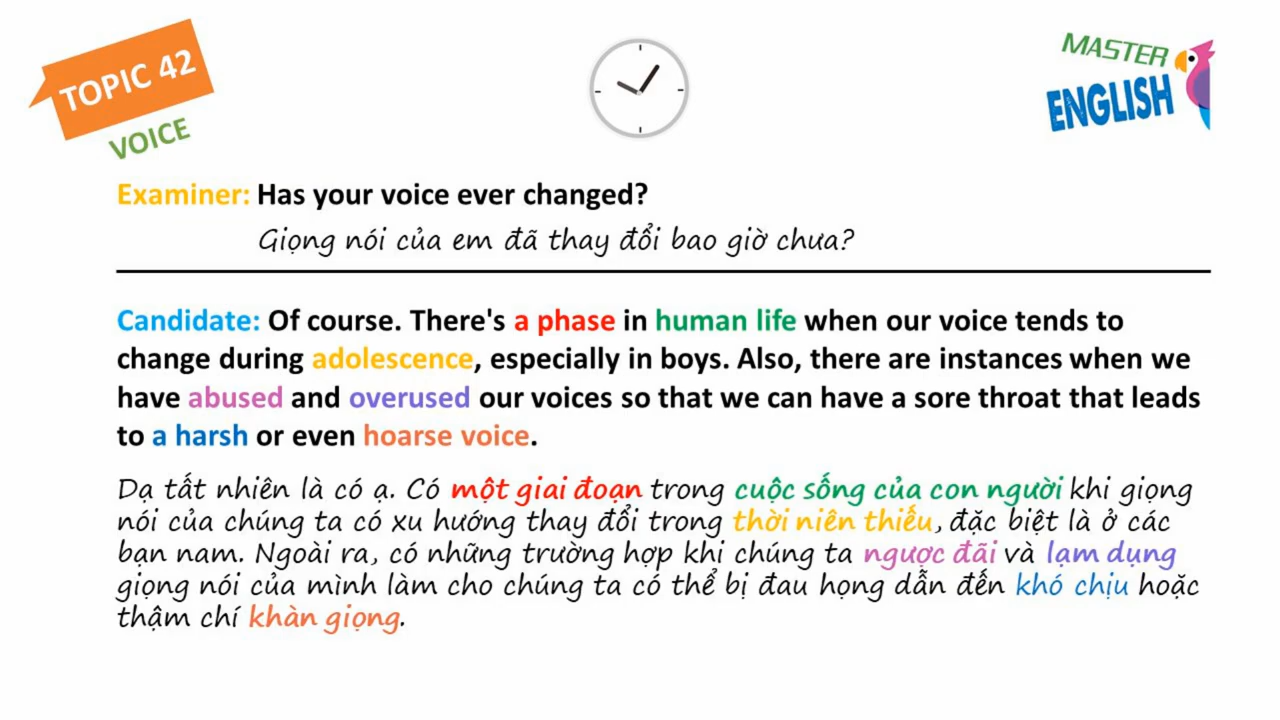 TOPIC 42
VOICE
MASTER
ENGLISH
Examiner: Has your voice ever changed?
Giọng nói của em đã thay đổi bao giờ chưa?
Candidate: Of course. There's a phase in human life when our voice tends to
change during adolescence, especially in boys. Also, there are instances when we
have abused and overused our voices so that we can have a sore throat that leads
to a harsh or even hoarse voice.
Dạ tất nhiên là có ạ. Có một giai đoạn trong cuộc sống của con người khi giọng
nói của chúng ta có xu hướng thay đổi trong thời niên thiếu, đặc biệt là ở các
bạn nam. Ngoài ra, có những trường hợp khi chúng ta ngược đãi và lạm dụng
giọng nói của mình làm cho chúng ta có thể bị đau họng dẫn đến khó chịu hoặc
thậm chí khàn giọng.